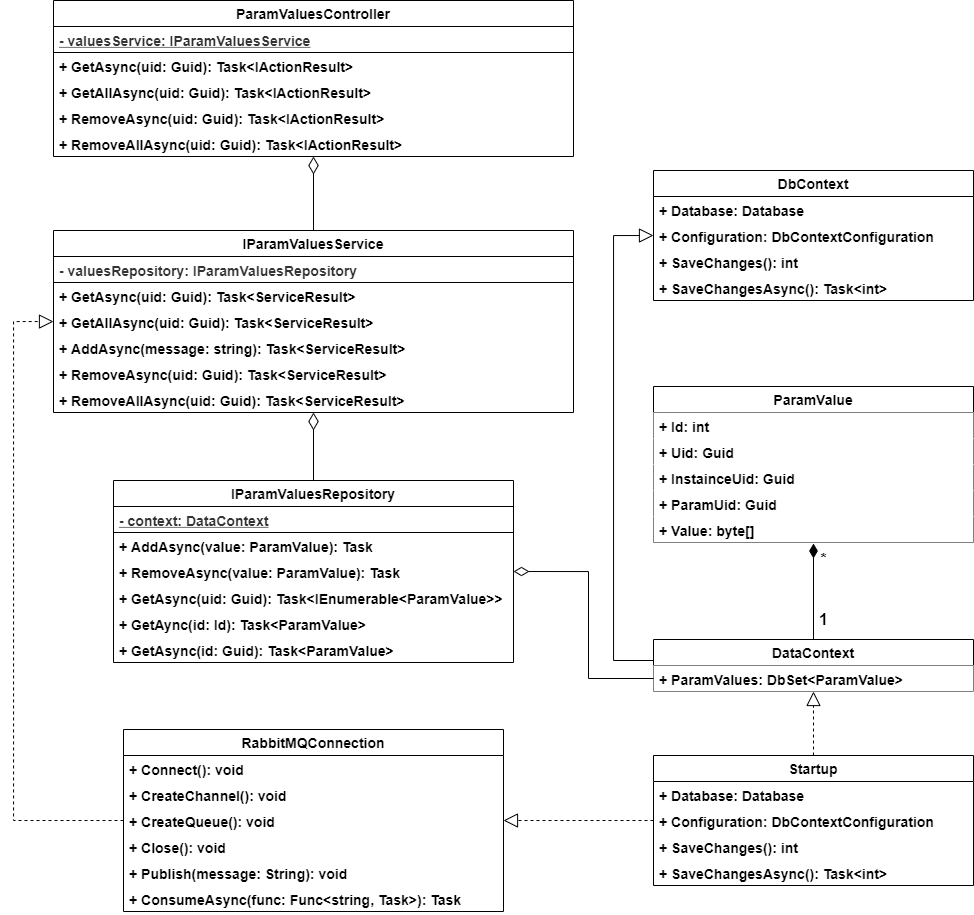 ParamValuesController
- valuesService: IParamValuesService
+ GetAsync(uid: Guid): Task<IActionResult>
+ GetAllAsync(uid: Guid): Task<IActionResult>
+ RemoveAsync(uid: Guid): Task<IActionResult>
+ RemoveAllAsync(uid: Guid): Task<IActionResult>
IParamValuesService
- valuesRepository: IParamValuesRepository
+ GetAsync(uid: Guid): Task<ServiceResult>
+ GetAllAsync(uid: Guid): Task<ServiceResult>
+ AddAsync(message: string): Task<ServiceResult>
+ RemoveAsync(uid: Guid): Task<ServiceResult>
+ RemoveAllAsync(uid: Guid): Task<ServiceResult>
IParamValuesRepository
- context: DataContext
+ AddAsync(value: ParamValue): Task
+ RemoveAsync(value: ParamValue): Task
+ GetAsync(uid: Guid): Task<IEnumerable<ParamValue>>
+ GetAync(id: Id): Task<ParamValue>
+ GetAsync(id: Guid): Task<ParamValue>
RabbitMQConnection
+ Connect(): void
+ CreateChannel(): void
+ CreateQueue(): void
+ Close(): void
+ Publish(message: String): void
+ ConsumeAsync(func: Func<string, Task>): Task
DbContext
+ Database: Database
+ Configuration: DbContextConfiguration
+ SaveChanges(): int
+ SaveChangesAsync(): Task<int>
ParamValue
+ Id: int
+ Uid: Guid
+ InstainceUid: Guid
+ ParamUid: Guid
+ Value: byte[]
*
1
DataContext
+ ParamValues: DbSet<ParamValue>
Startup
+ Database: Database
+ Configuration: DbContextConfiguration
+ SaveChanges(): int
+ SaveChangesAsync(): Task<int>